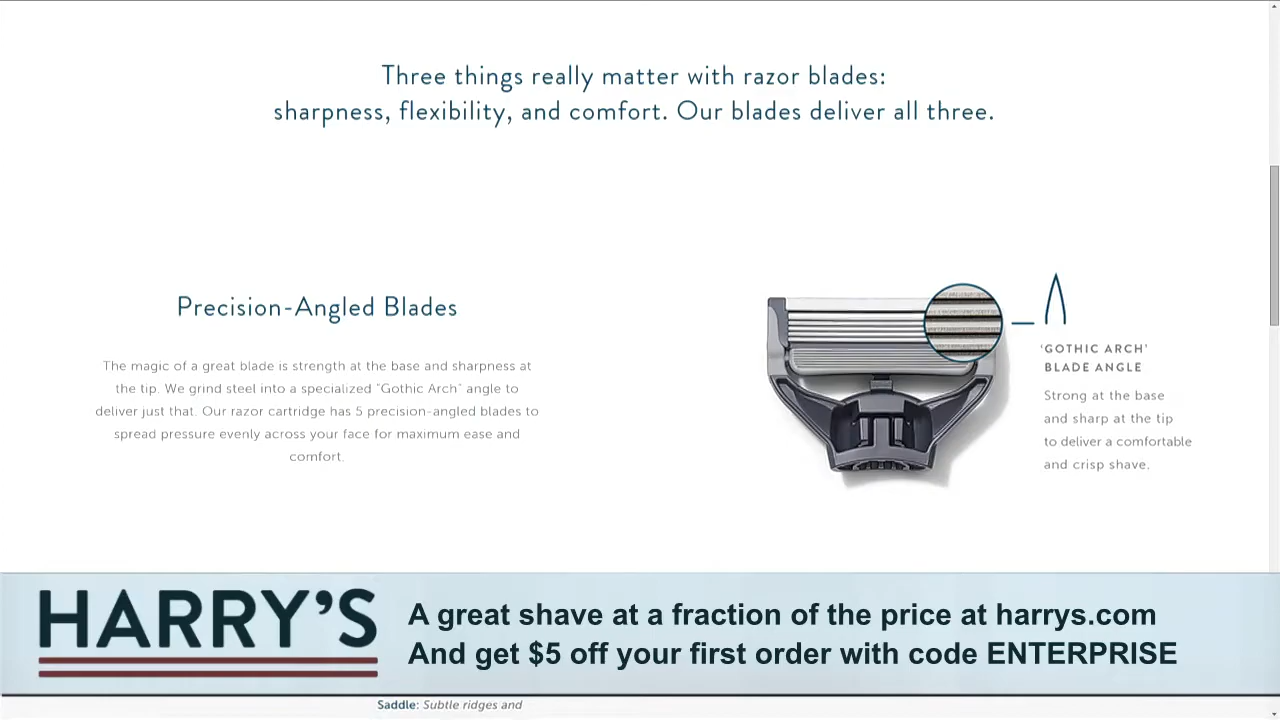 Three things really matter with razor blades:
sharpness, flexibility, and comfort. Our blades deliver all three.
Precision-Angled Blades
The magic of a great shave is strength at the base and sharpness at
the tip. We grind steel into a specialized "Gothic Arch" angle to
deliver just that. Our razor cartridge has 5 precision-angled blades to
spread pressure evenly across your face for maximum ease and
comfort.
'GOTHIC ARCH'
BLADE ANGLE
Strong at the base
and sharp at the tip
to deliver a comfortable
and crisp shave.
HARRY'S
A great shave at a fraction of the price at harrys.com
And get $5 off your first order with code ENTERPRISE
Saddle: Subtle ridges and